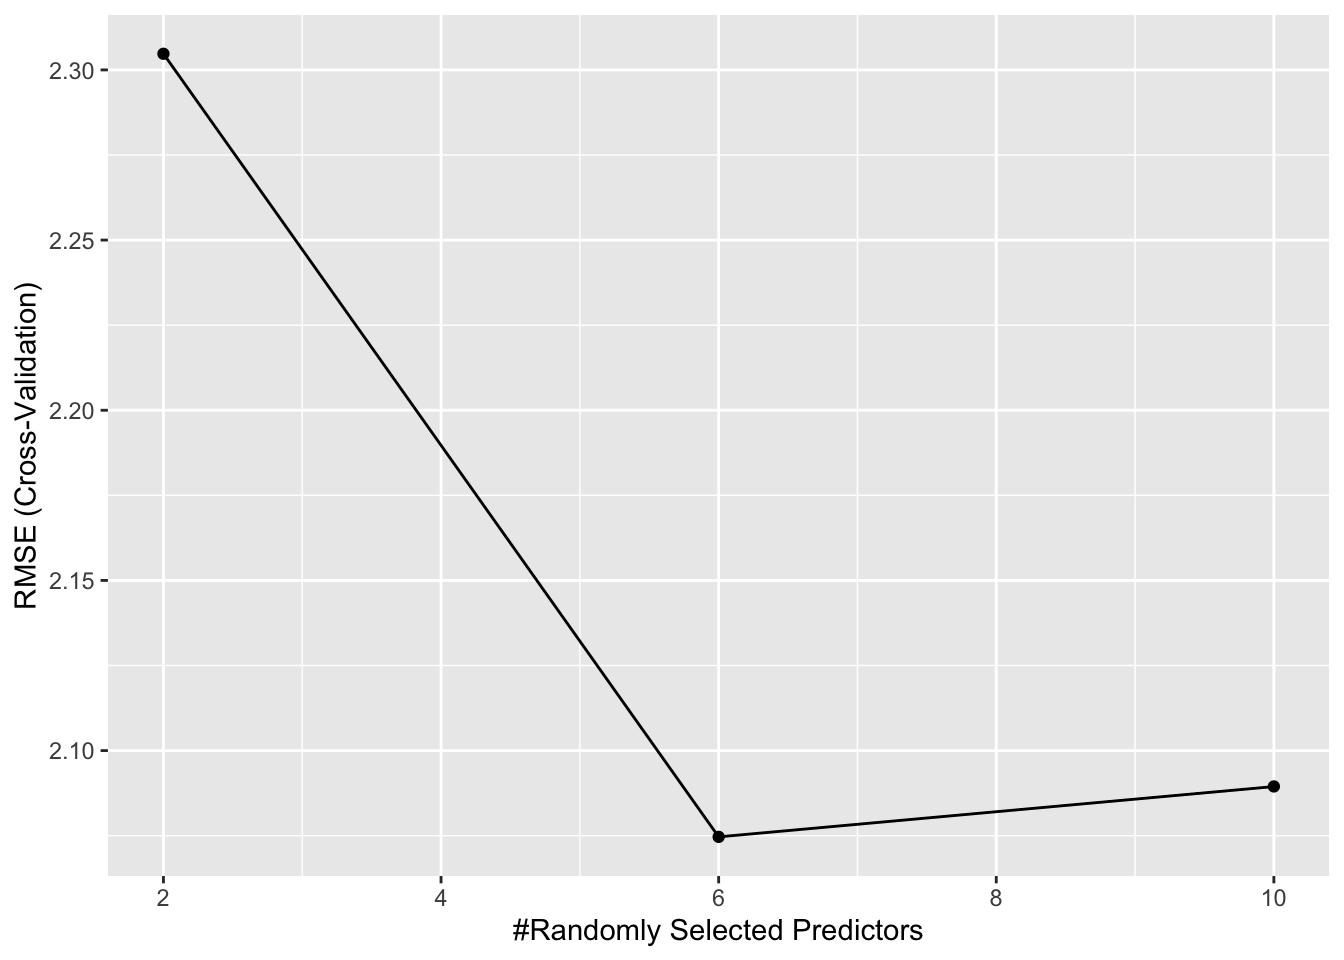 RMSE (Cross-Validation)
2.30
2.25
2.20
2.15
2.10
2 4 6 8 10
#Randomly Selected Predictors